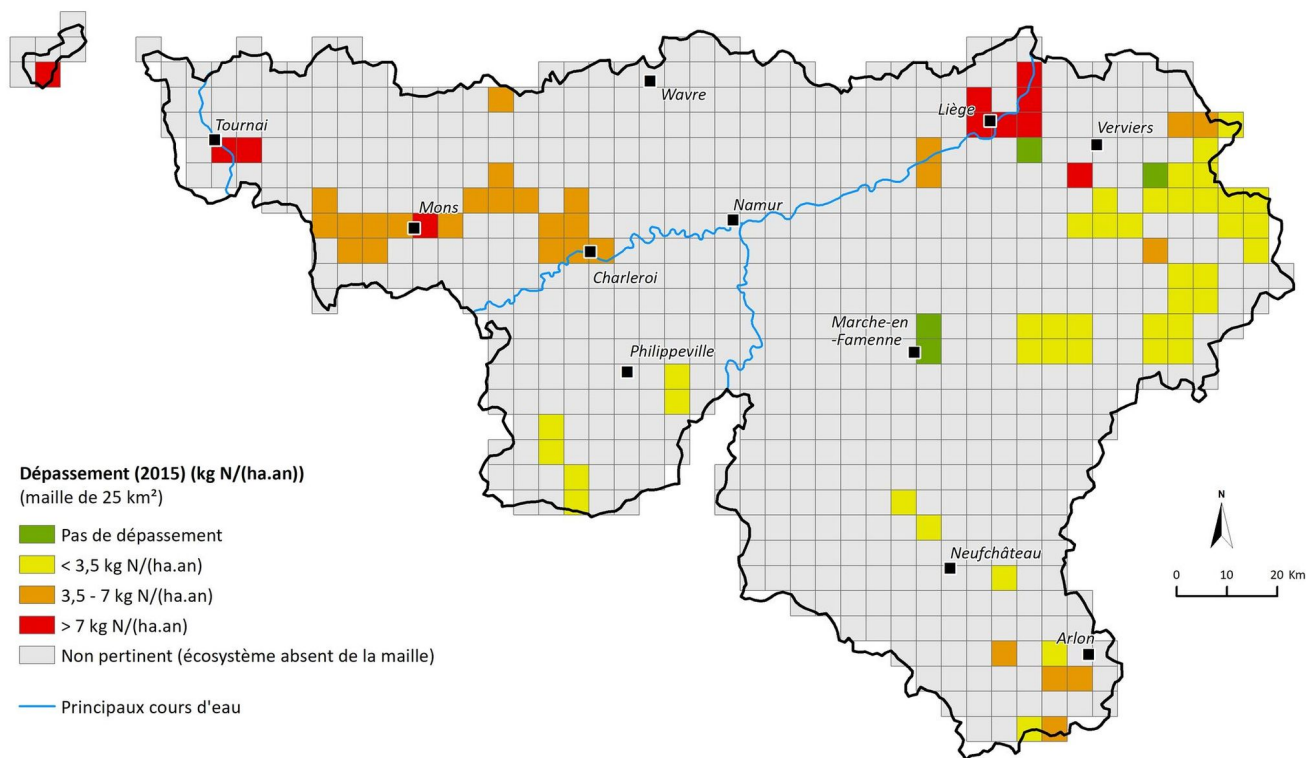 Wavre
Tournai
Liège
Verviers
Mons
Namur
Charleroi
Marche-en
-Famenne
Philippeville
Neufchâteau
Arlon
Dépassement (2015) (kg N/(ha.an))
(maille de 25 km²)
Pas de dépassement
< 3,5 kg N/(ha.an)
3,5 - 7 kg N/(ha.an)
> 7 kg N/(ha.an)
Non pertinent (écosystème absent de la maille)
Principaux cours d'eau
N
0 10 20 Km